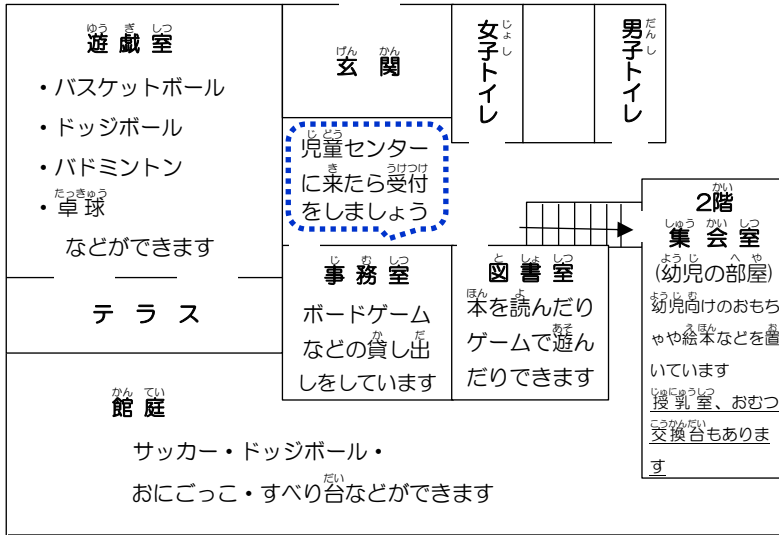 遊戯室
・バスケットボール
・ドッジボール
・バドミントン
・卓球
などができます
玄関
女子トイレ
男子トイレ
児童センター
に来たら受付
をしましょう
テラス
事務室
ボードゲーム
などの貸し出
しをしています
図書室
本を読んだり
ゲームで遊ん
だりできます
2階
集会室
(幼児の部屋)
幼児向けのおもち
ゃや絵本などを置
いています
授乳室、おむつ
交換台もありま
す
館庭
サッカー・ドッジボール・
おにごっこ・すべり台などができます